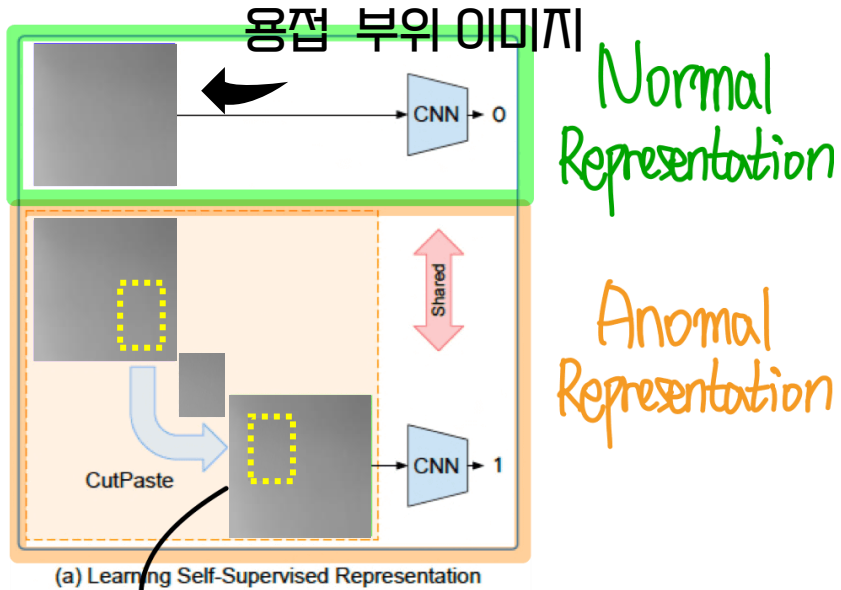 용접 부위 이미지
CNN
0
Normal
Representation
Shared
Anomal
Representation
CutPaste
CNN
1
(a) Learning Self-Supervised Representation